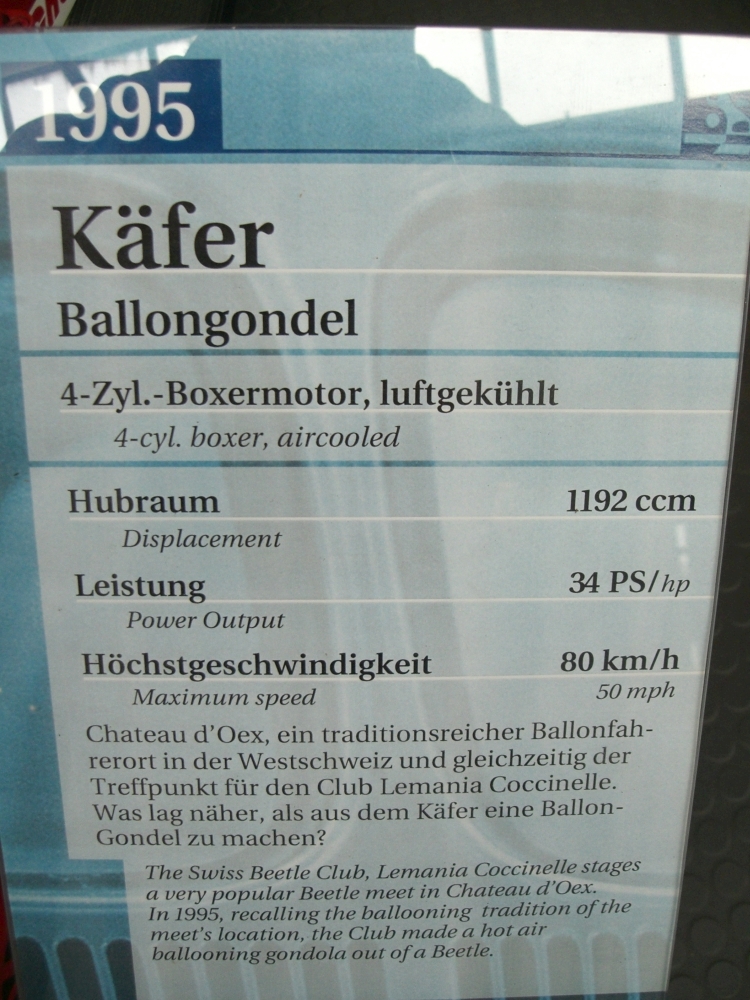 1995
Käfer
Ballongondel
4-Zyl.-Boxermotor, luftgekühlt
4-cyl. boxer, aircooled
Hubraum 1192 ccm
Displacement
Leistung 34 PS/hp
Power Output
Höchstgeschwindigkeit 80 km/h
Maximum speed 50 mph
Chateau d'Oex, ein traditionsreicher Ballonfah-
rerort in der Westschweiz und gleichzeitig der
Treffpunkt für den Club Lemania Coccinelle.
Was lag näher, als aus dem Käfer eine Ballon-
Gondel zu machen?
The Swiss Beetle Club, Lemania Coccinelle stages
a very popular Beetle meet in Chateau d'Oex.
In 1995, recalling the ballooning tradition of the
meet's location, the Club made a hot air
ballooning gondola out of a Beetle.